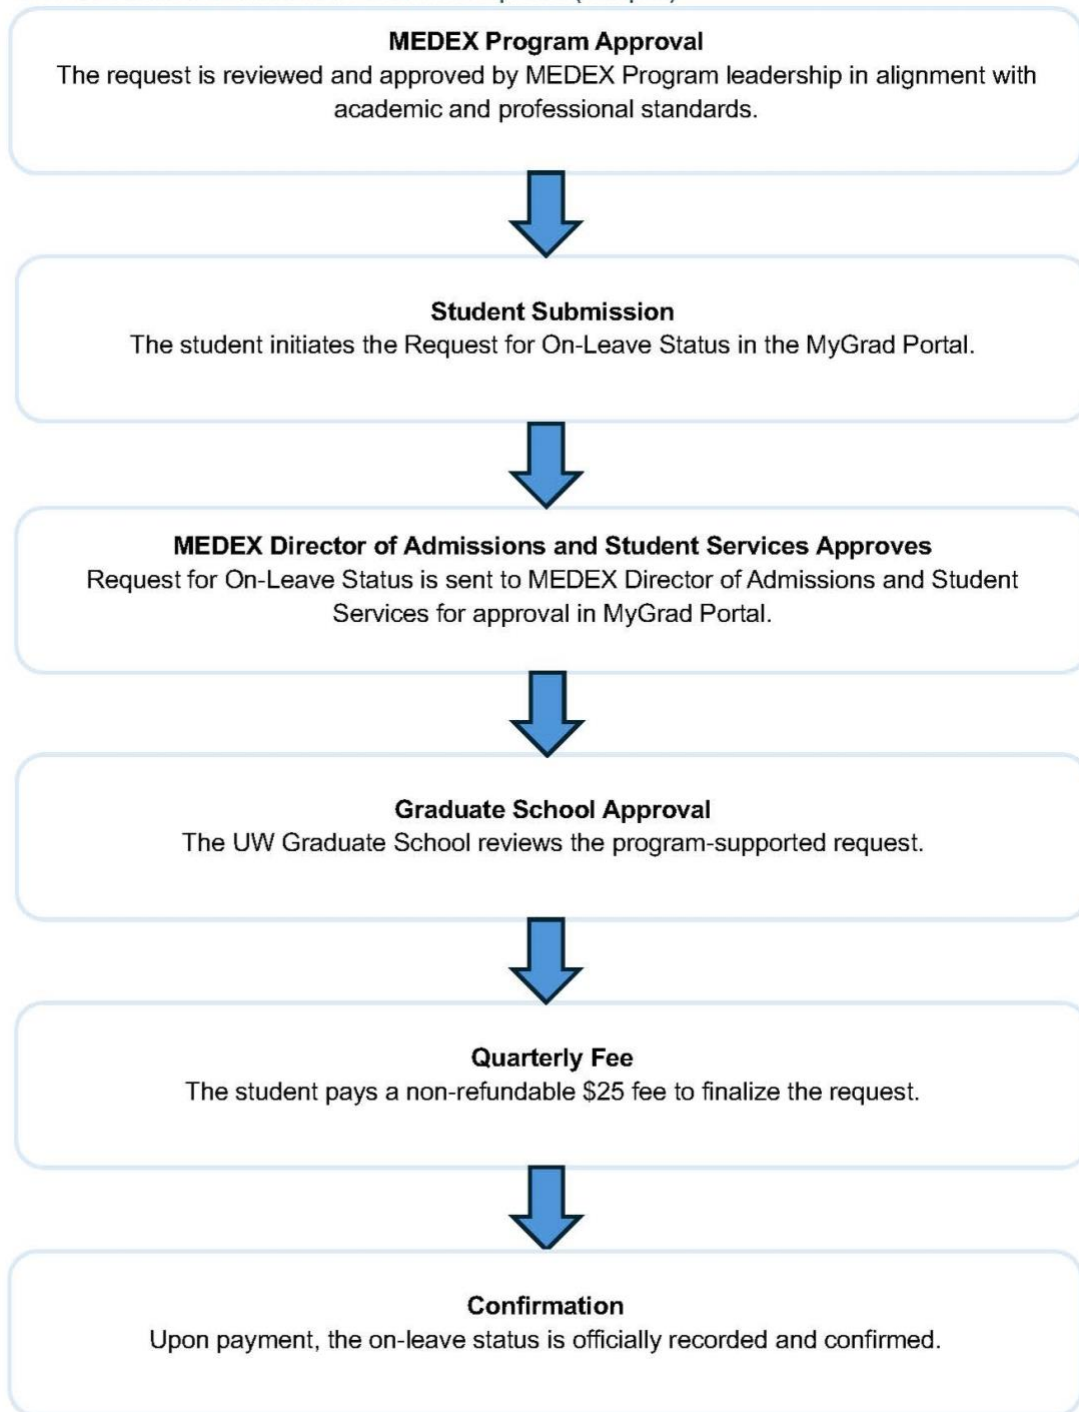 MEDEX Program Approval
The request is reviewed and approved by MEDEX Program leadership in alignment with
academic and professional standards.
Student Submission
The student initiates the Request for On-Leave Status in the MyGrad Portal.
MEDEX Director of Admissions and Student Services Approves
Request for On-Leave Status is sent to MEDEX Director of Admissions and Student
Services for approval in MyGrad Portal.
Graduate School Approval
The UW Graduate School reviews the program-supported request.
Quarterly Fee
The student pays a non-refundable $25 fee to finalize the request.
Confirmation
Upon payment, the on-leave status is officially recorded and confirmed.